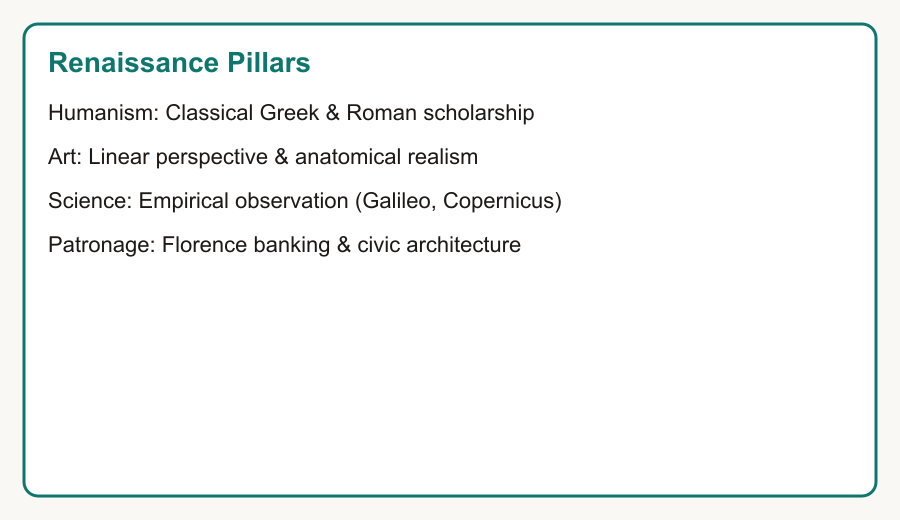 Renaissance Pillars
Humanism: Classical Greek & Roman scholarship
Art: Linear perspective & anatomical realism
Science: Empirical observation (Galileo, Copernicus)
Patronage: Florence banking & civic architecture